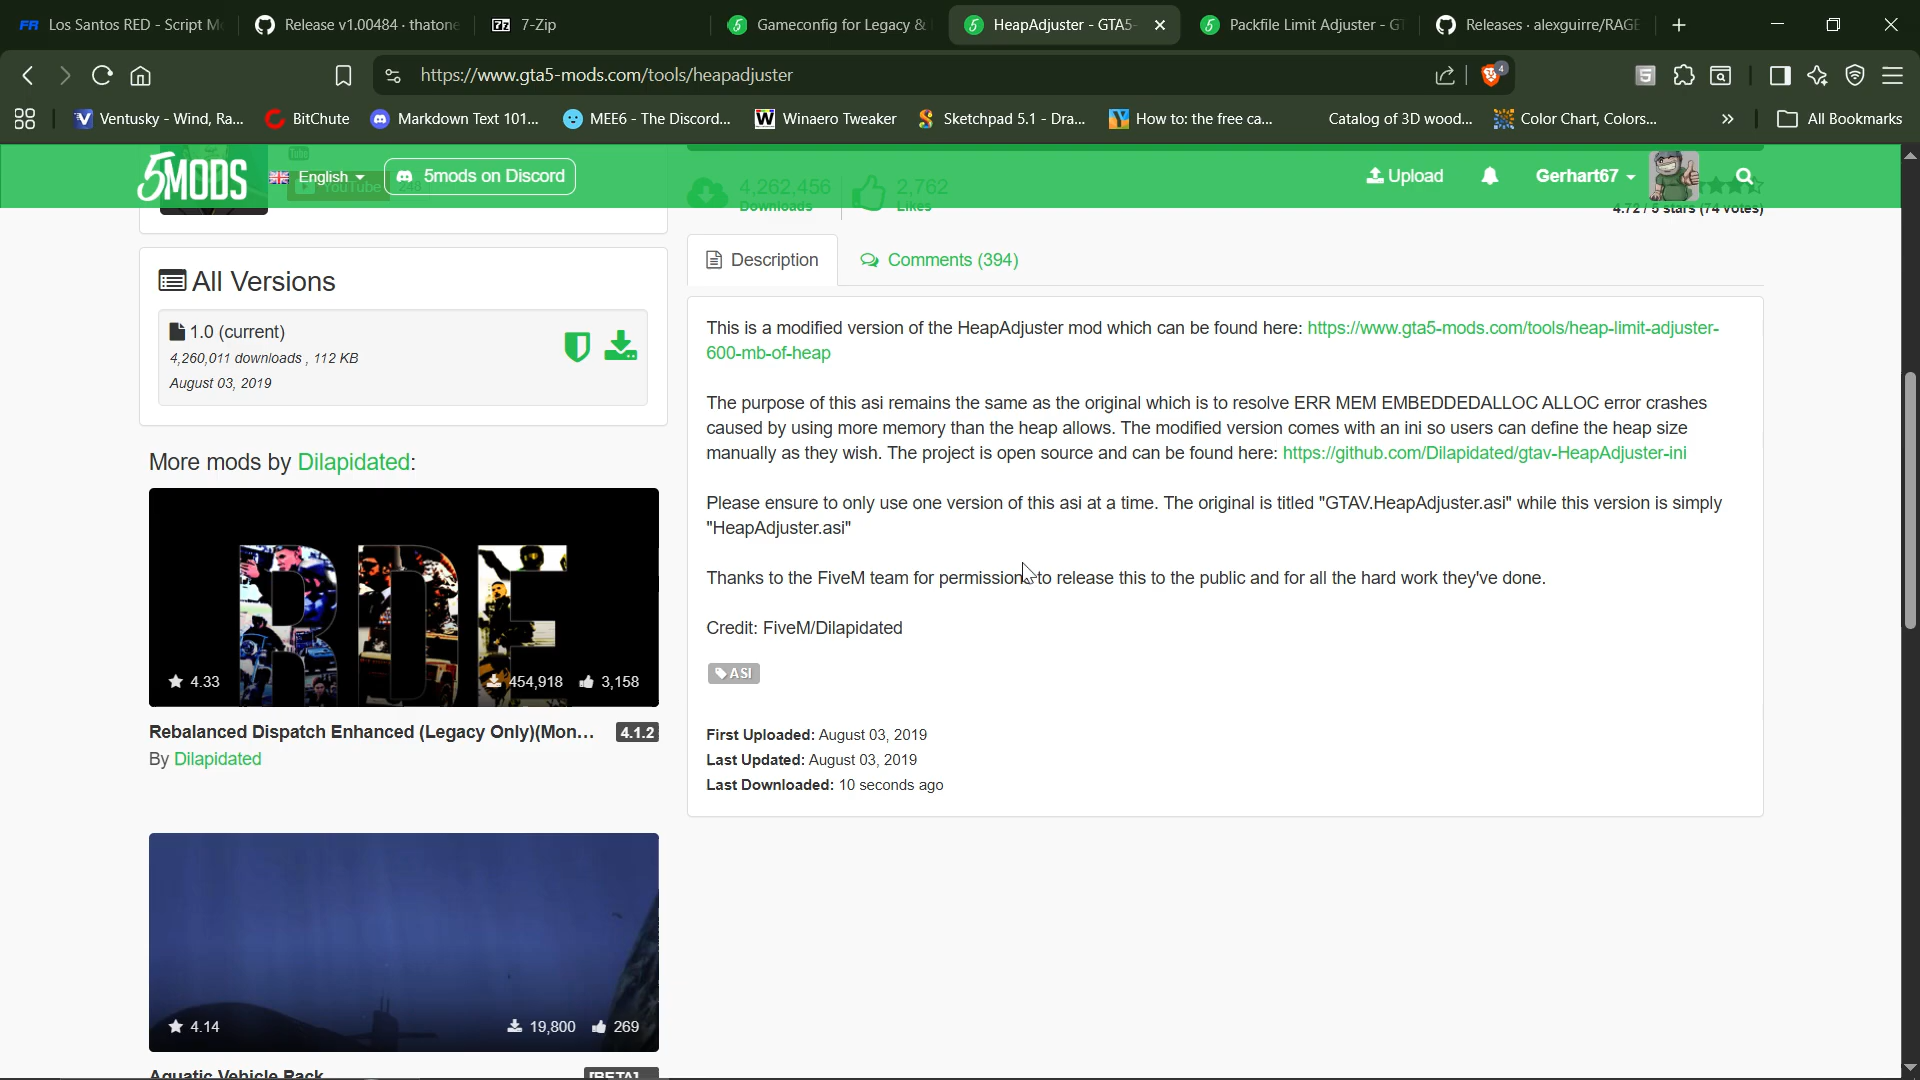 FR Los Santos RED - Script M
Release v1.00484 · thatone
7z 7-Zip
Gameconfig for Legacy &
HeapAdjuster - GTA5-
Packfile Limit Adjuster - GT
Releases · alexguirre/RAGE
https://www.gta5-mods.com/tools/heapadjuster
4
Ventusky - Wind, Ra...
BitChute
Markdown Text 101...
MEE6 - The Discord...
Winaero Tweaker
Sketchpad 5.1 - Dra...
How to: the free ca...
Catalog of 3D wood...
Color Chart, Colors...
»
All Bookmarks
5MODS
English
5mods on Discord
YouTube
Upload
Gerhart67
4,262,456
Downloads
2,762
Likes
4.72 / 5 stars (74 votes)
Description
Comments (394)
All Versions
1.0 (current)
4,260,011 downloads , 112 KB
August 03, 2019
More mods by Dilapidated:
RDE
4.33
454,918
3,158
Rebalanced Dispatch Enhanced (Legacy Only)(Mon...
4.1.2
By Dilapidated
4.14
19,800
269
Aquatic Vehicle Pack
[BETA]
This is a modified version of the HeapAdjuster mod which can be found here: https://www.gta5-mods.com/tools/heap-limit-adjuster-
600-mb-of-heap
The purpose of this asi remains the same as the original which is to resolve ERR MEM EMBEDDEDALLOC ALLOC error crashes
caused by using more memory than the heap allows. The modified version comes with an ini so users can define the heap size
manually as they wish. The project is open source and can be found here: https://github.com/Dilapidated/gtav-HeapAdjuster-ini
Please ensure to only use one version of this asi at a time. The original is titled "GTAV.HeapAdjuster.asi" while this version is simply
"HeapAdjuster.asi"
Thanks to the FiveM team for permission to release this to the public and for all the hard work they've done.
Credit: FiveM/Dilapidated
ASI
First Uploaded: August 03, 2019
Last Updated: August 03, 2019
Last Downloaded: 10 seconds ago